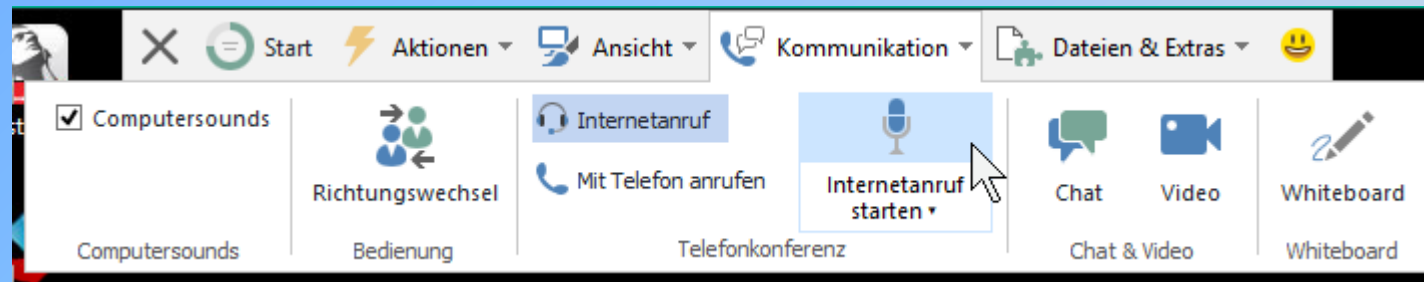 Start
Aktionen
Ansicht
Kommunikation
Dateien & Extras
Computersounds
Richtungswechsel
Internetanruf
Mit Telefon anrufen
Internetanruf
starten
Chat
Video
Whiteboard
Computersounds
Bedienung
Telefonkonferenz
Chat & Video
Whiteboard